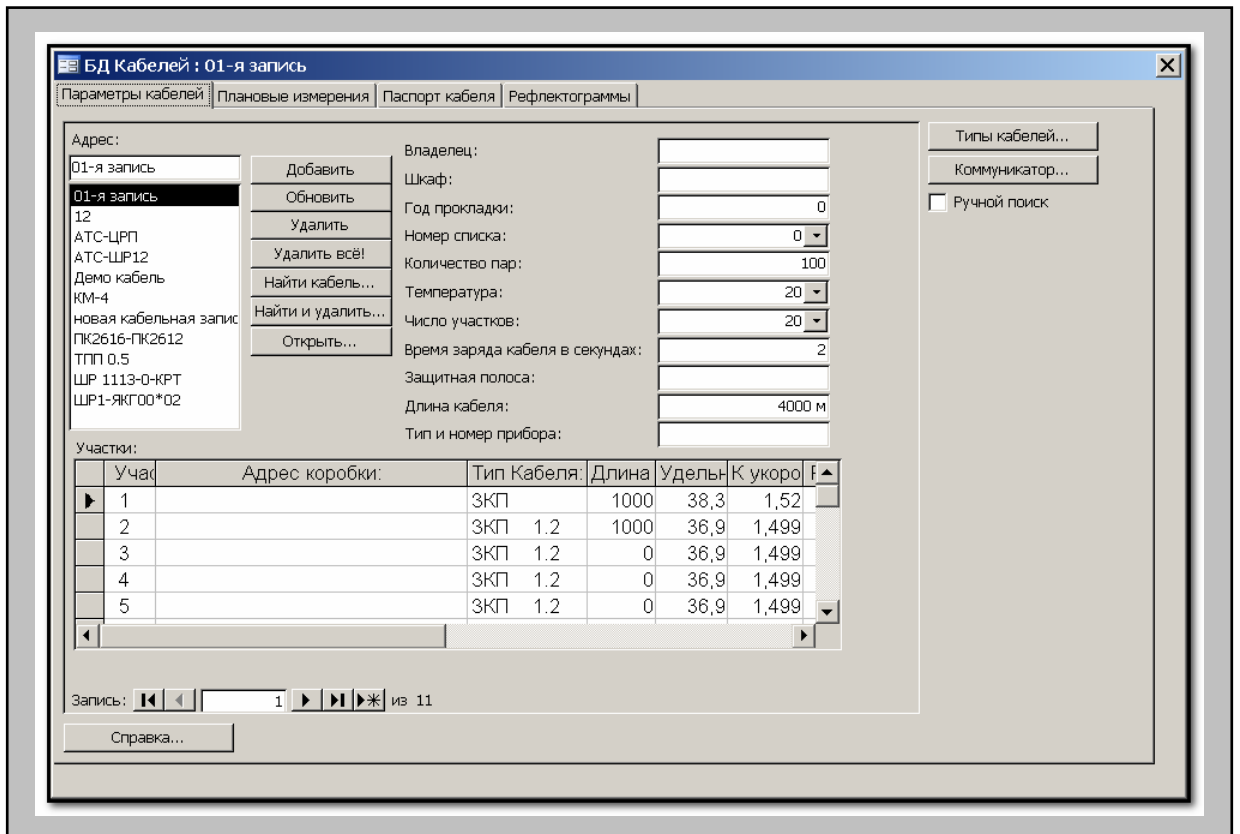 БД Кабелей : 01-я запись
Параметры кабелей Плановые измерения Паспорт кабеля Рефлектограммы
Адрес:
01-я запись
01-я запись
12
АТС-ЦРП
АТС-ШР12
Демо кабель
КМ-4
новая кабельная запис
ПК2616-ПК2612
ТПП 0.5
ШР 1113-0-КРТ
ШР1-ЯКГ00*02
Добавить
Обновить
Удалить
Удалить всё!
Найти кабель...
Найти и удалить...
Открыть...
Владелец:
Шкаф:
Год прокладки: 0
Номер списка: 0
Количество пар: 100
Температура: 20
Число участков: 20
Время заряда кабеля в секундах: 2
Защитная полоса:
Длина кабеля: 4000 м
Тип и номер прибора:
Типы кабелей...
Коммуникатор...
Ручной поиск
Участки:
Учас Адрес коробки: Тип Кабеля: Длина Удельн К укоро
1 ЗКП 1000 38,3 1,52
2 ЗКП 1.2 1000 36,9 1,499
3 ЗКП 1.2 0 36,9 1,499
4 ЗКП 1.2 0 36,9 1,499
5 ЗКП 1.2 0 36,9 1,499
Запись: 1 из 11
Справка...